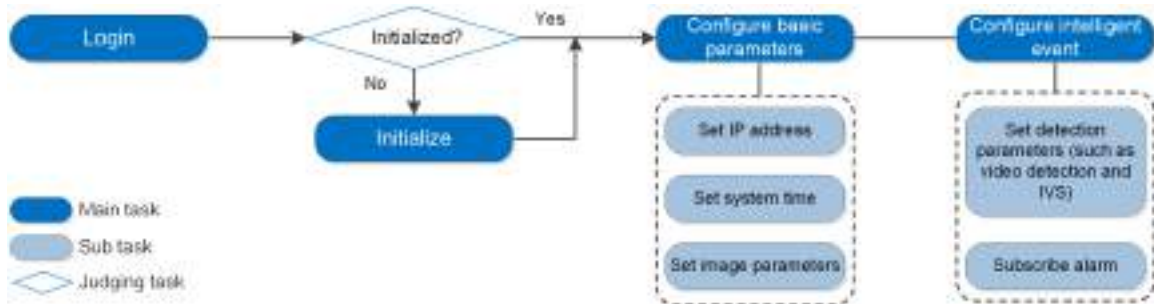 Login
Initialized?
Yes
No
Initialize
Configure basic
parameters
Set IP address
Set system time
Set image parameters
Configure intelligent
event
Set detection
parameters (such as
video detection and
IVS)
Subscribe alarm
Main task
Sub task
Judging task